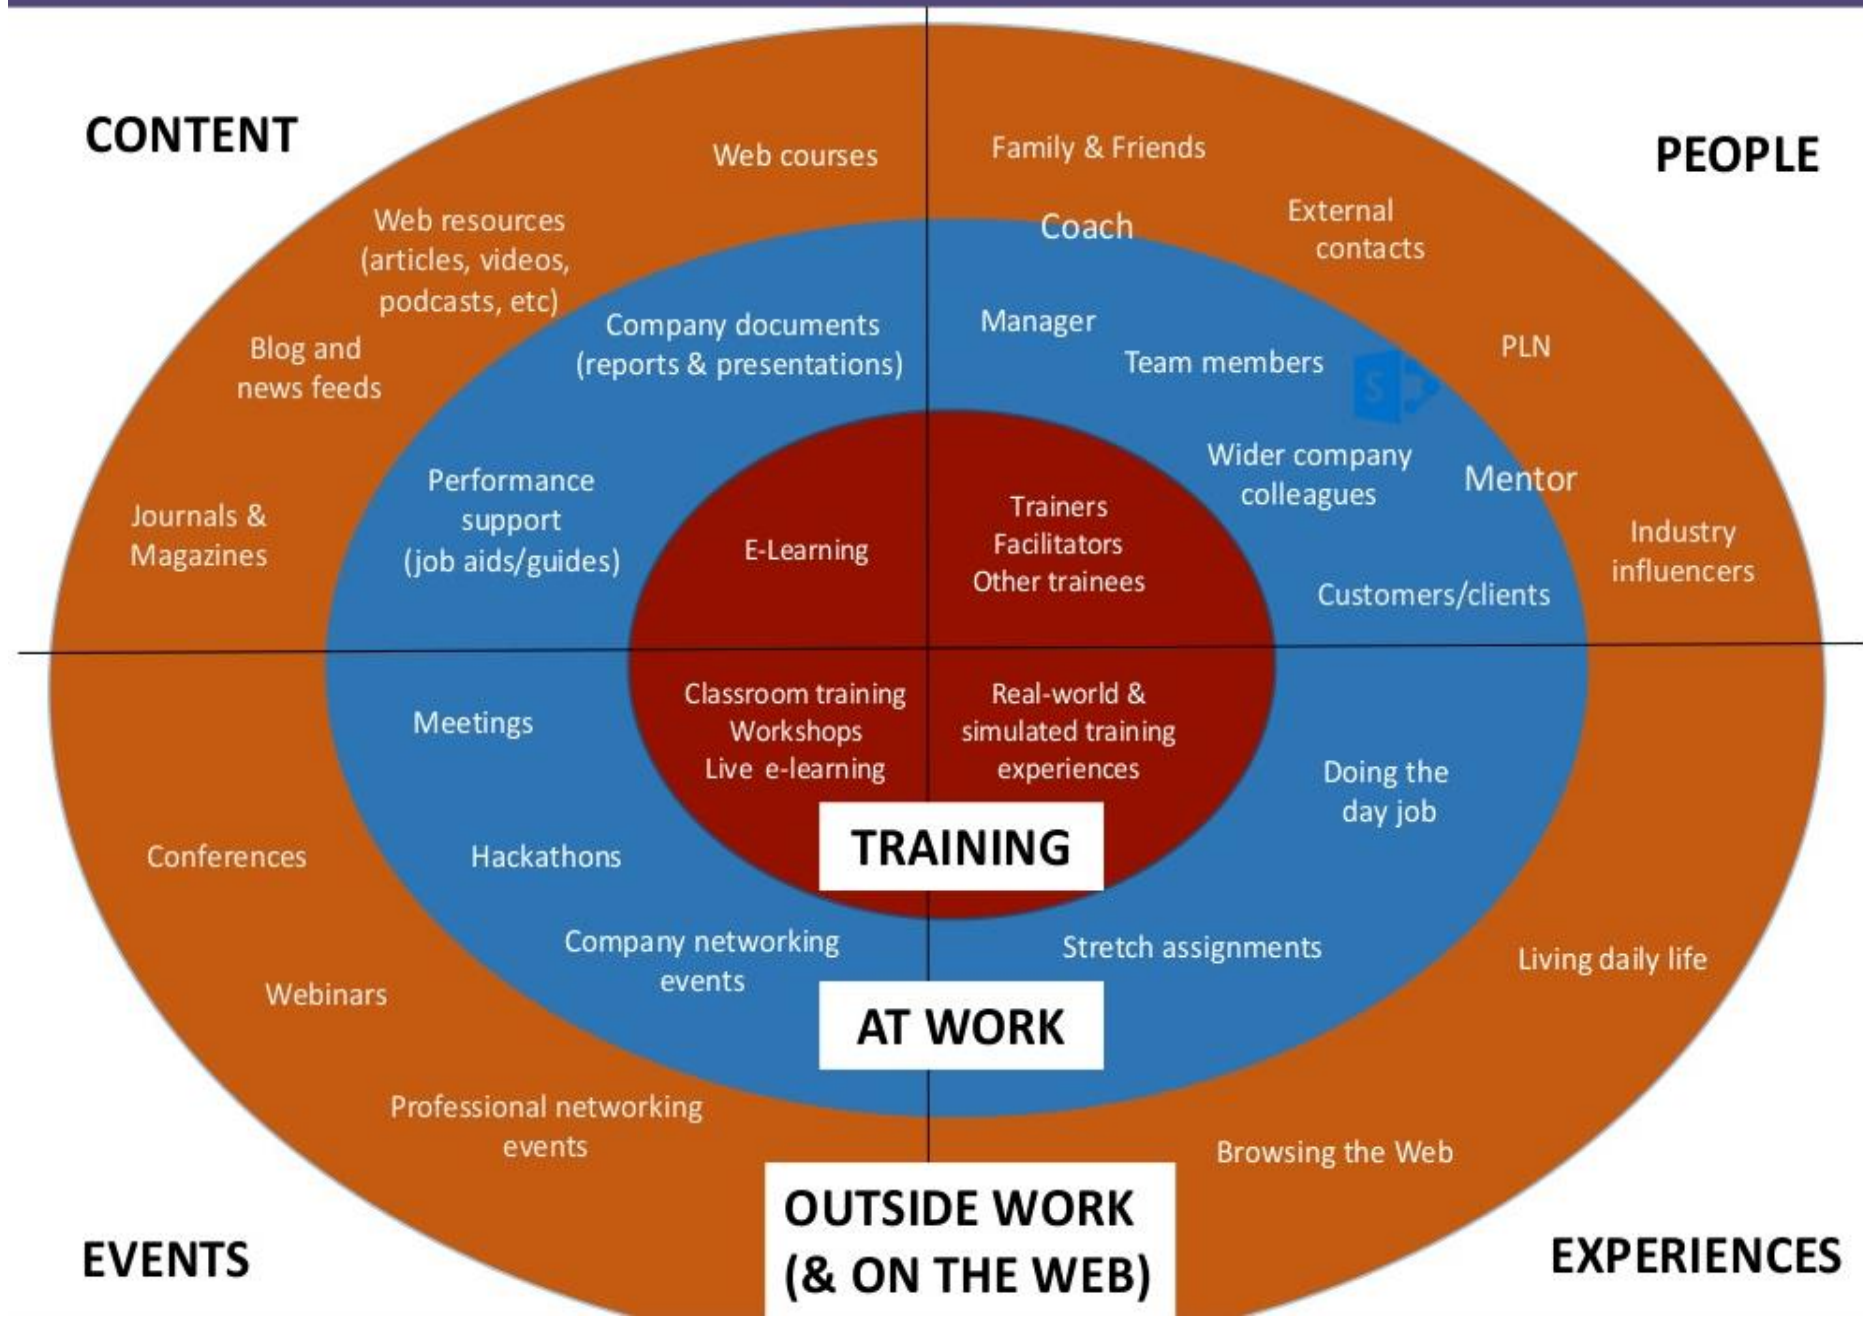 CONTENT
PEOPLE
Web courses
Web resources
(articles, videos,
podcasts, etc)
Blog and
news feeds
Journals &
Magazines
Company documents
(reports & presentations)
Performance
support
(job aids/guides)
E-Learning
Family & Friends
External
contacts
Coach
Manager
Team members
S
PLN
Wider company
colleagues
Mentor
Industry
influencers
Customers/clients
Trainers
Facilitators
Other trainees
Classroom training
Workshops
Live e-learning
Meetings
Hackathons
Company networking
events
Conferences
Webinars
Professional networking
events
Real-world &
simulated training
experiences
Doing the
day job
Stretch assignments
Living daily life
Browsing the Web
TRAINING
AT WORK
OUTSIDE WORK
(& ON THE WEB)
EVENTS
EXPERIENCES